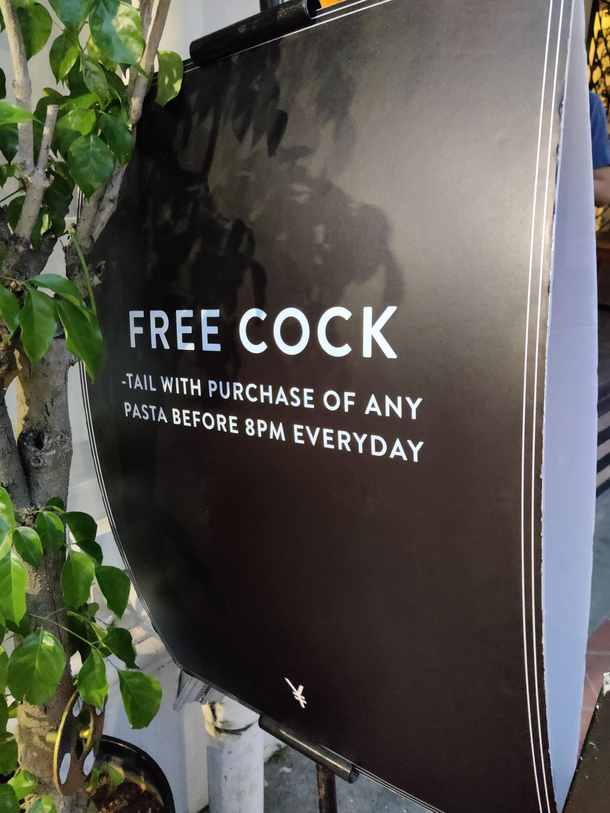 FREE COCK
-TAIL WITH PURCHASE OF ANY
PASTA BEFORE 8PM EVERYDAY